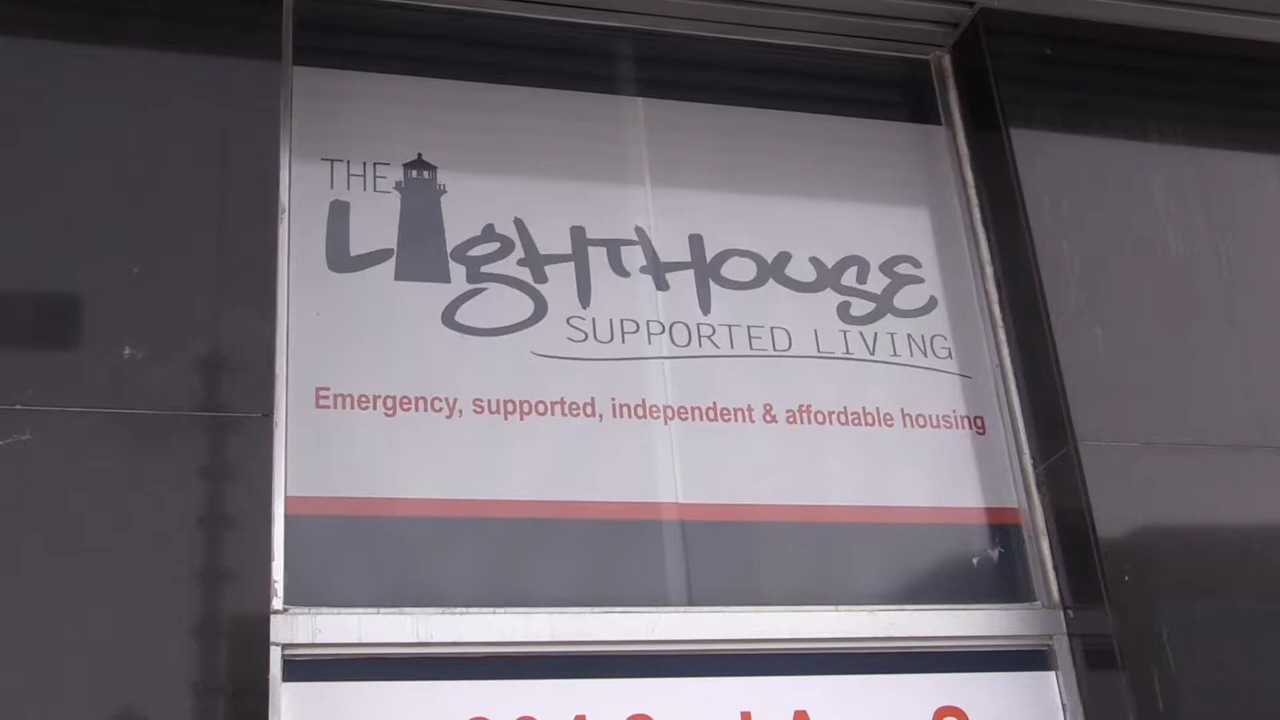 THE
LIGHTHOUSE
SUPPORTED LIVING
Emergency, supported, independent & affordable housing